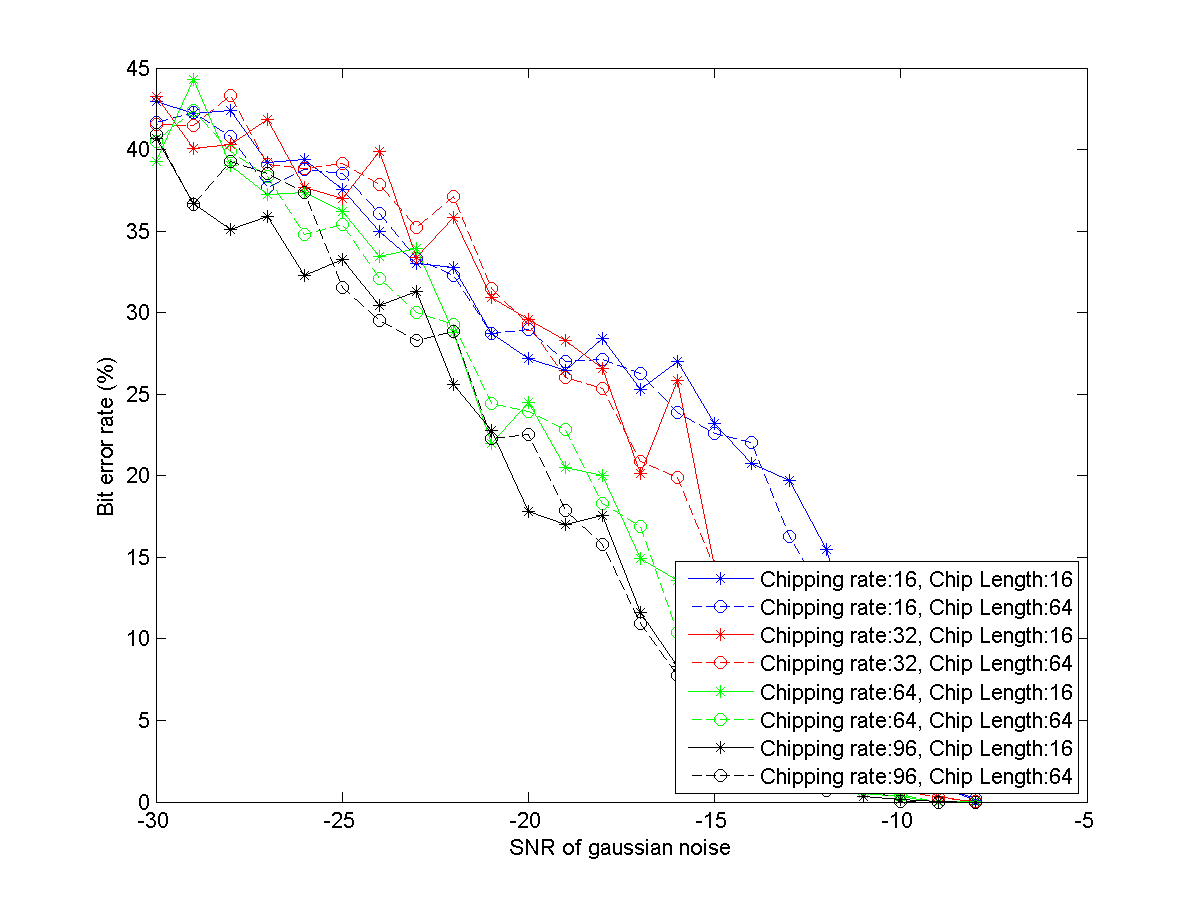 45
40
35
30
25
20
15
10
5
0
Bit error rate (%)
-30
-25
-20
-15
-10
-5
SNR of gaussian noise
Chipping rate:16, Chip Length:16
Chipping rate:16, Chip Length:64
Chipping rate:32, Chip Length:16
Chipping rate:32, Chip Length:64
Chipping rate:64, Chip Length:16
Chipping rate:64, Chip Length:64
Chipping rate:96, Chip Length:16
Chipping rate:96, Chip Length:64